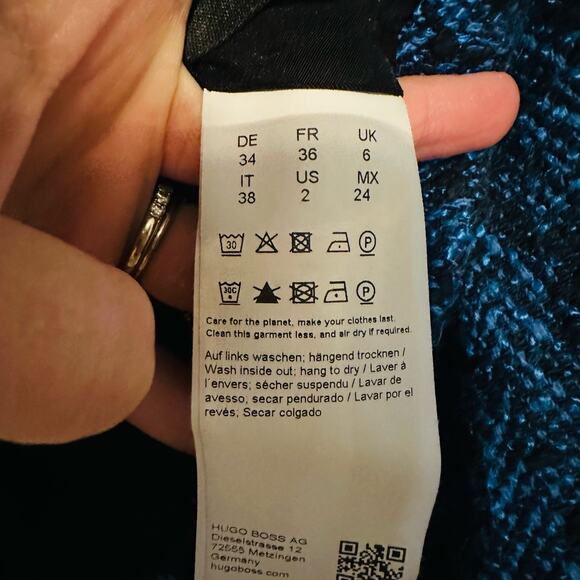 DE FR UK
34 36 6
IT US MX
38 2 24
30 P
30C P
Care for the planet, make your clothes last.
Clean this garment less, and air dry if required.
Auf links waschen; hängend trocknen /
Wash inside out; hang to dry / Laver à
l'envers; sécher suspendu / Lavar de
avesso; secar pendurado / Lavar por el
revés; Secar colgado
HUGO BOSS AG
Dieselstrasse 12
72555 Metzingen
Germany
hugoboss.com